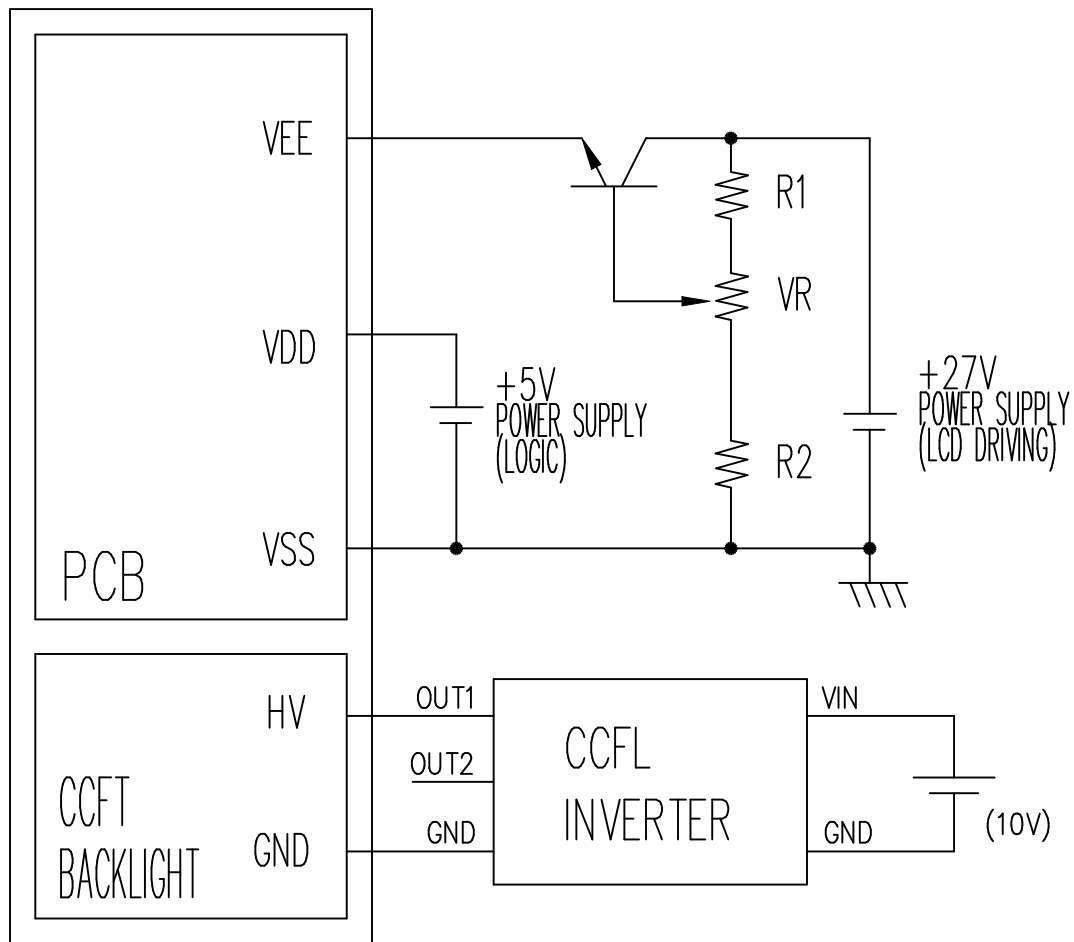 VEE
R1
VR
VDD
+5V
POWER SUPPLY
(LOGIC)
+27V
POWER SUPPLY
(LCD DRIVING)
R2
VSS
PCB
HV
OUT1
VIN
CCFL
INVERTER
OUT2
CCFT
BACKLIGHT
GND
GND
GND
(10V)